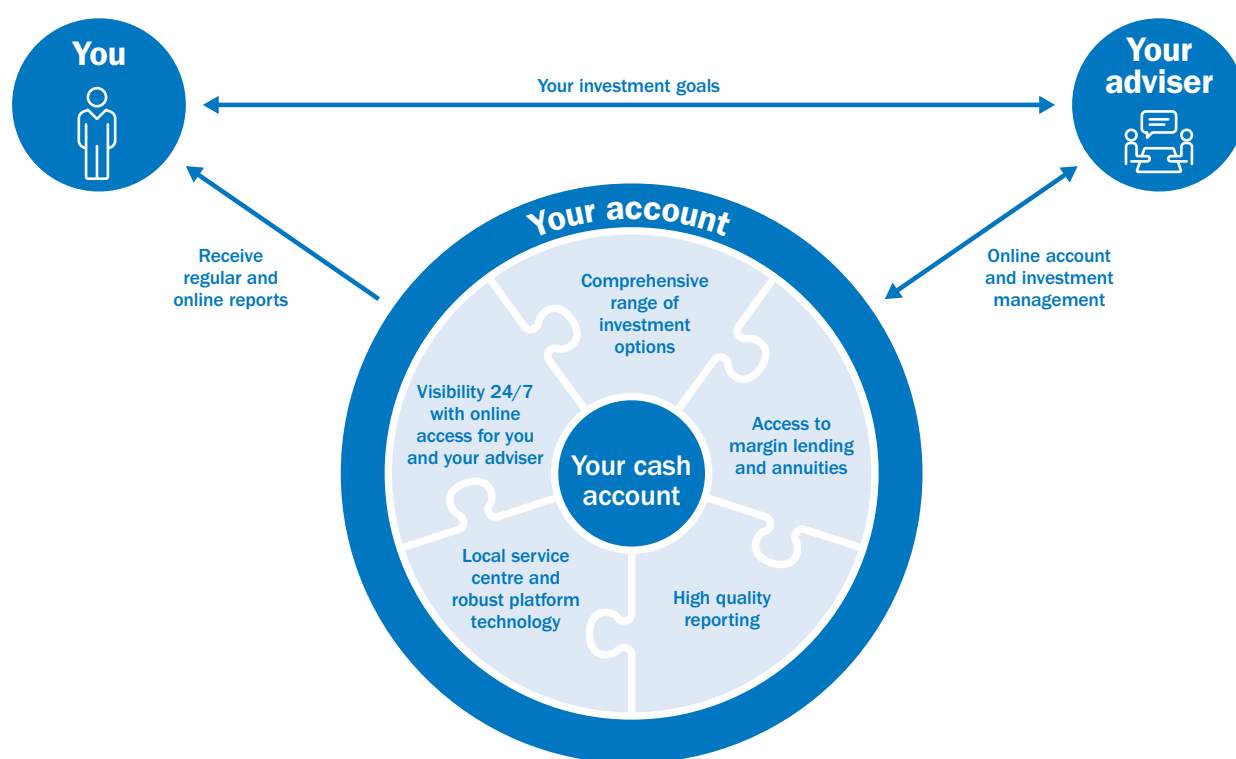 You
Your
adviser
Your investment goals
Receive
regular and
online reports
Online account
and investment
management
Your account
Comprehensive
range of
investment
options
Visibility 24/7
with online
access for you
and your adviser
Access to
margin lending
and annuities
Your cash
account
Local service
centre and
robust platform
technology
High quality
reporting